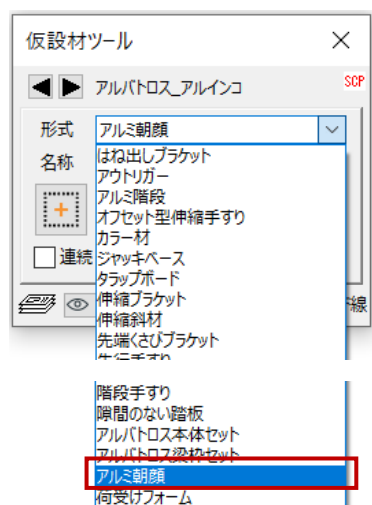 仮設材ツール
アルバトロス_アルインコ
SCP
形式 アルミ朝顔
名称
はね出しブラケット
アウトリガー
アルミ階段
オフセット型伸縮手すり
カラー材
連続
ジャッキベース
タラップボード
伸縮ブラケット
線
伸縮斜材
先端くさびブラケット
先行手すり
階段手すり
隙間のない踏板
アルバトロス本体セット
アルバトロス梁枠セット
アルミ朝顔
荷受けフォーム